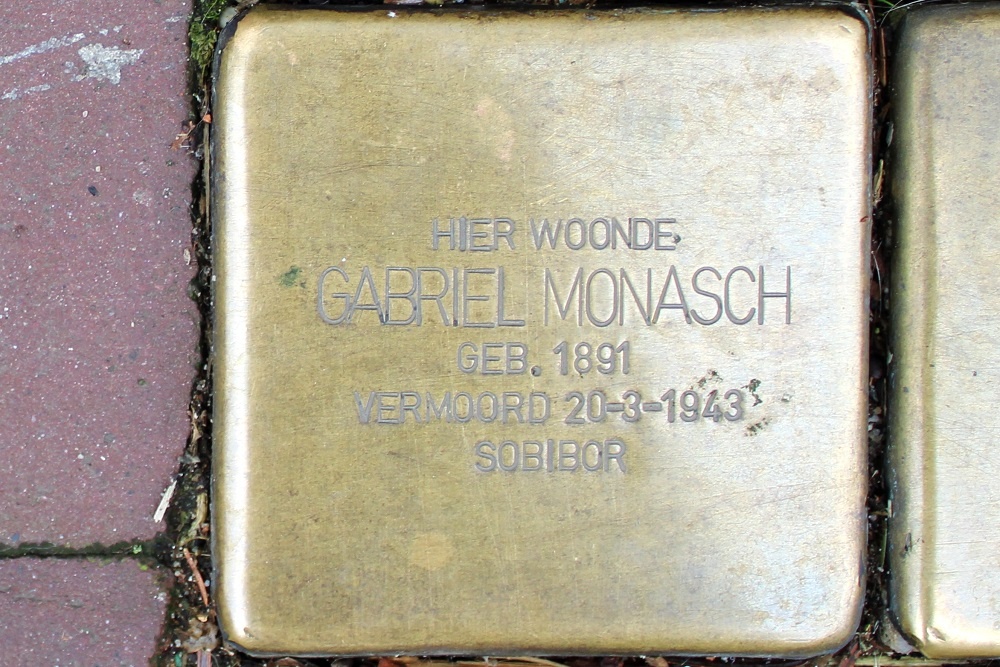 HIER WOONDE
GABRIEL MONASCH
GEB. 1891
VERMOORD 20-3-1943
SOBIBOR